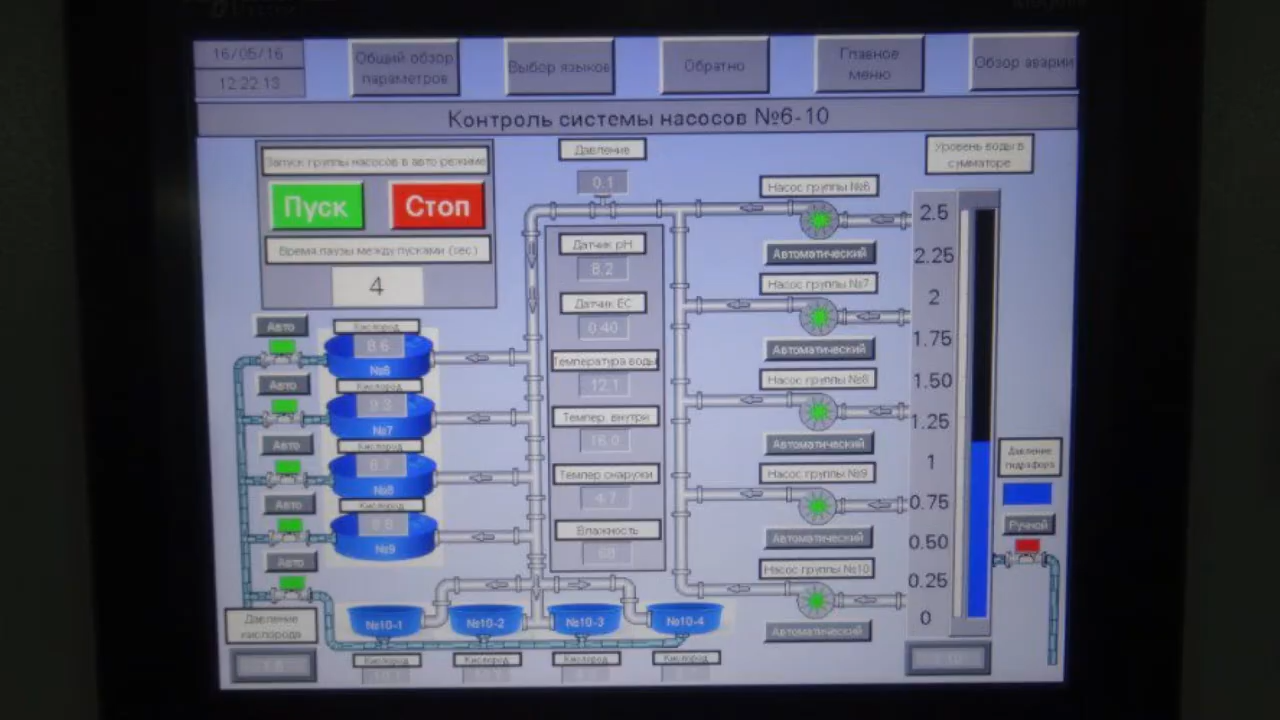 16/05/16
12:22:13
Общий обзор
параметров
Выбор языков
Обратно
Главное
меню
Обзор аварии
Контроль системы насосов №6-10
Запуск группы насосов в авто режиме
Пуск
Стоп
Время паузы между пусками (сек.)
4
Давление
0.1
Датчик pH
8.2
Датчик ЕС
0.40
Температура воды
12.1
Темпер. внутри
16.0
Темпер снаружи
4.7
Влажность
68
Насос группы №6
Автоматический
Насос группы №7
Автоматический
Насос группы №8
Автоматический
Насос группы №9
Автоматический
Насос группы №10
Автоматический
Уровень воды в
сумматоре
2.5
2.25
2
1.75
1.50
1.25
1
0.75
0.50
0.25
0
Давление
гидрофора
Ручной
Авто
Кислород
8.6
№6
Авто
Кислород
9.3
№7
Авто
Кислород
8.7
№8
Авто
Кислород
№9
Авто
Давление
кислорода
№10-1
№10-2
№10-3
№10-4
Кислород
Кислород
Кислород
Кислород